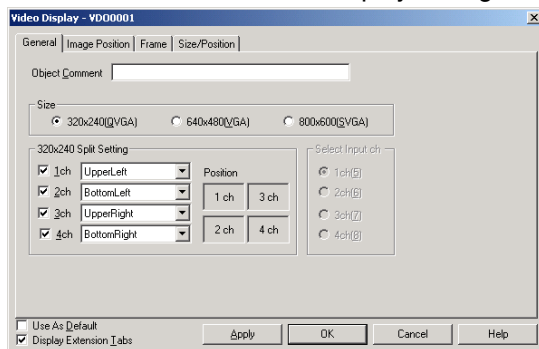 Video Display - VD00001
General Image Position Frame Size/Position
Object Comment
Size
320x240(QVGA) 640x480(VGA) 800x600(SVGA)
320x240 Split Setting
Select Input ch
1ch UpperLeft
Position
1ch(5)
2ch BottomLeft
1 ch 3 ch
2ch(6)
3ch UpperRight
3ch(7)
4ch BottomRight
2 ch 4 ch
4ch(8)
Use As Default
Display Extension Tabs
Apply OK Cancel Help